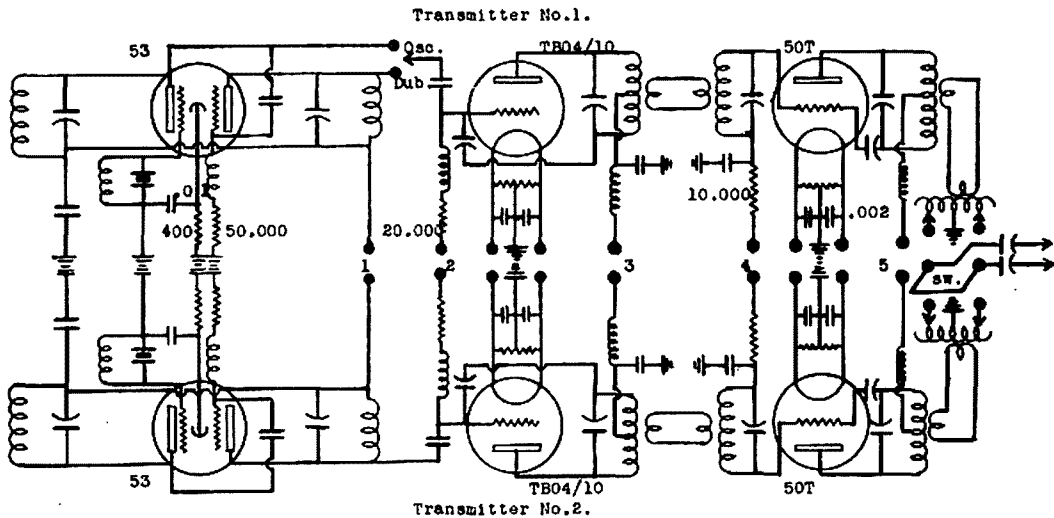 Transmitter No.1.
53
Osc.
Dub
TB04/10
50T
400
50.000
20.000
10.000
.002
1
2
3
4
5
sw.
53
TB04/10
50T
Transmitter No.2.